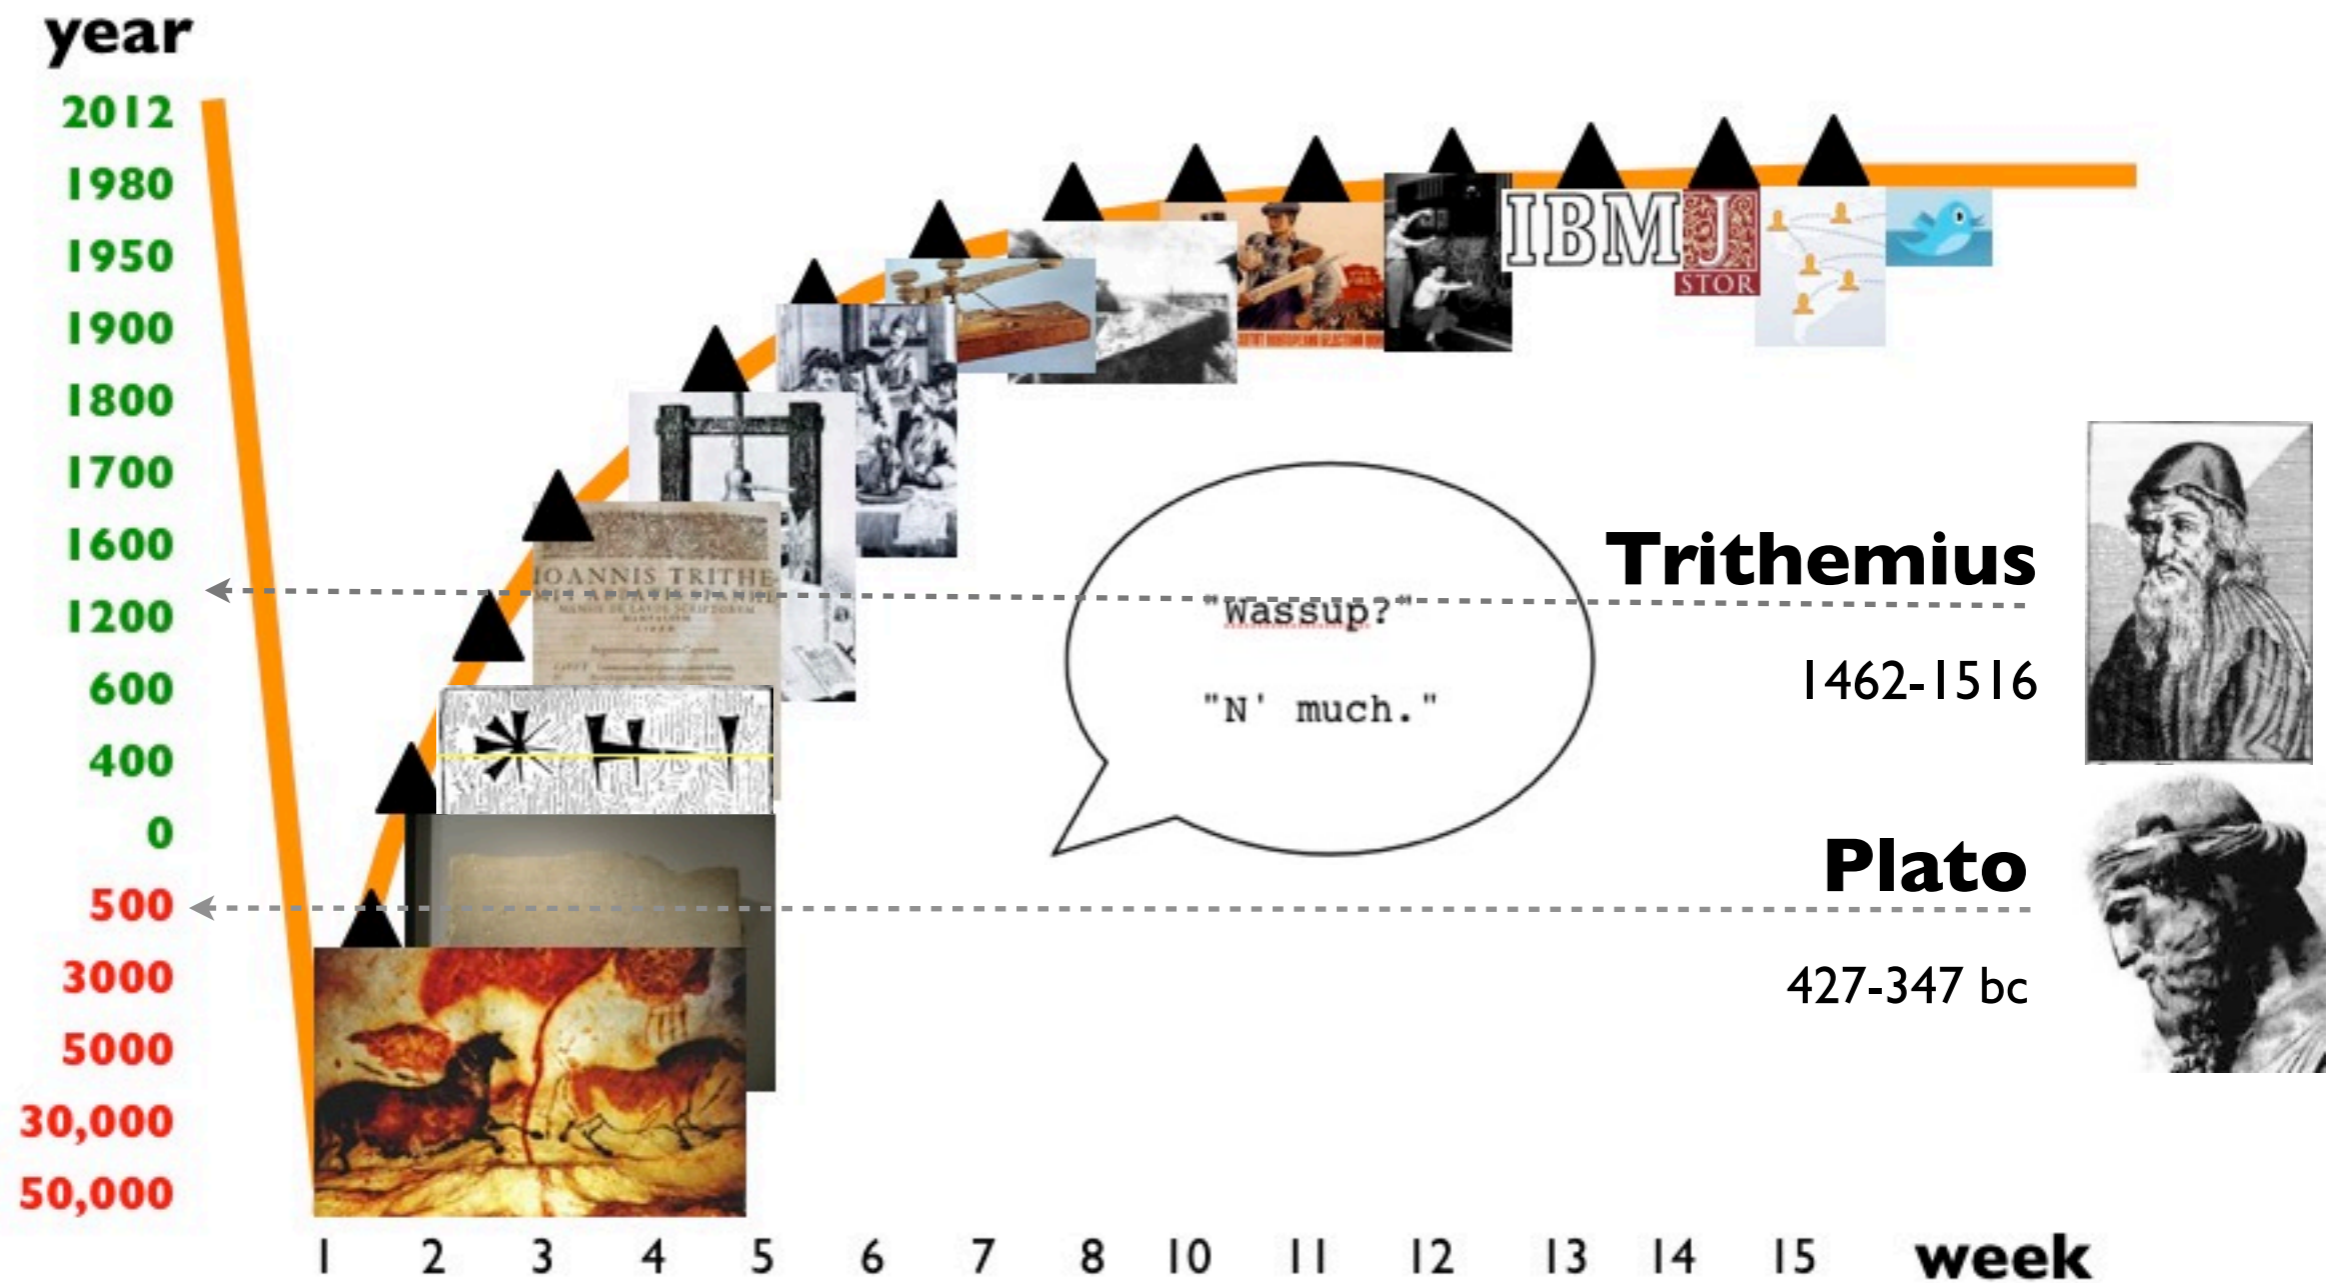 year
2012
1980
1950
1900
1800
1700
1600
1200
600
400
0
500
3000
5000
30,000
50,000
IOANNIS TRITHE-
IBM
J
STOR
"Wassup?"
"N' much."
Trithemius
1462-1516
Plato
427-347 bc
1 2 3 4 5 6 7 8 10 11 12 13 14 15 week